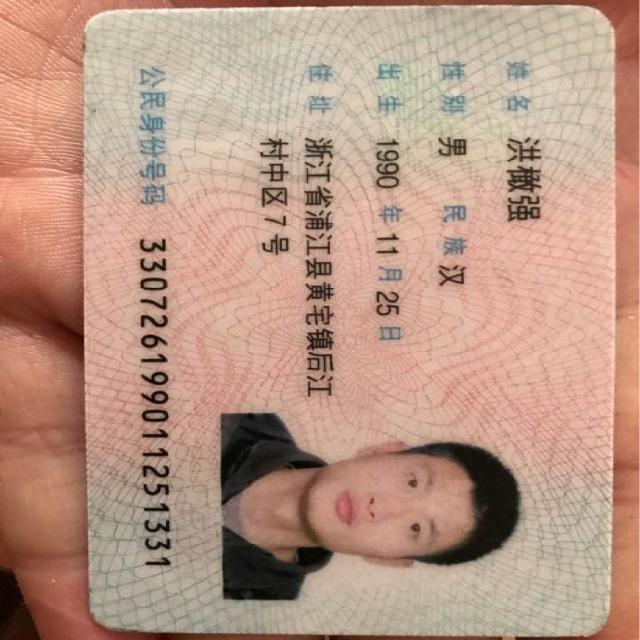 姓名 洪敏强
性别 男 民族 汉
出生 1990 年 11 月 25 日
住址 浙江省浦江县黄宅镇后江
村中区7号
公民身份号码 330726199011251331